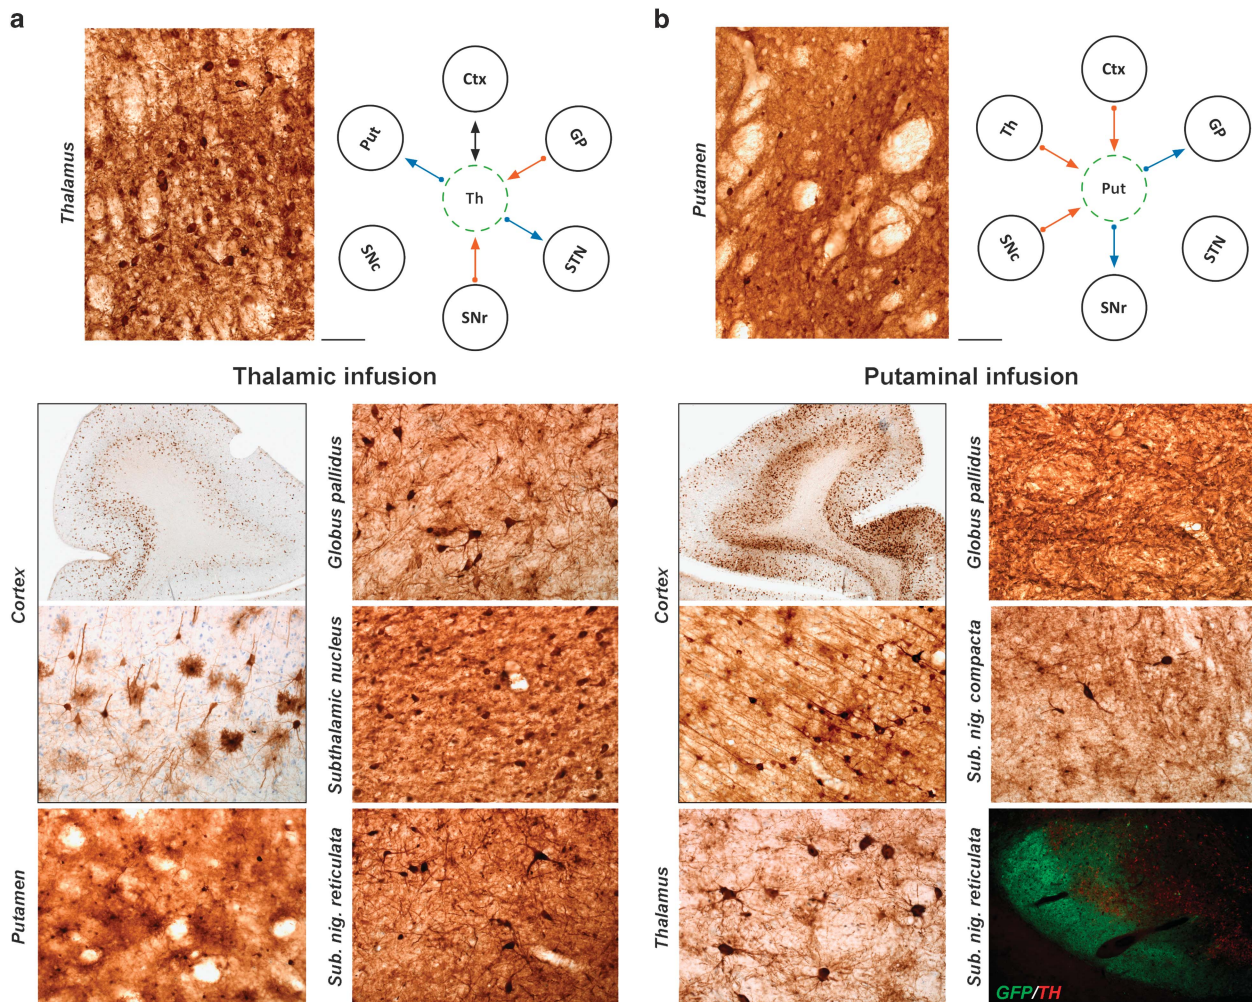 a
Thalamus
Ctx
Put
GP
Th
SNc
STN
SNr
b
Putamen
Ctx
Th
GP
Put
SNc
STN
SNr
Thalamic infusion
Cortex
Putamen
Globus pallidus
Subthalamic nucleus
Sub. nig. reticulata
Putaminal infusion
Cortex
Thalamus
Globus pallidus
Sub. nig. compacta
Sub. nig. reticulata
GFP/TH